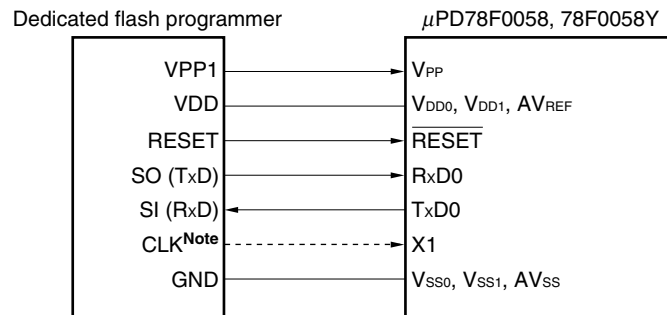 Dedicated flash programmer
μPD78F0058, 78F0058Y
VPP1 VPP
VDD VDD0, VDD1, AVREF
RESET RESET
SO (TxD) RxD0
SI (RxD) TxD0
CLKNote X1
GND VSS0, VSS1, AVSS